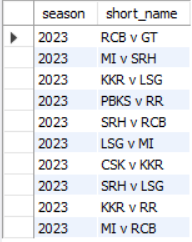 season short_name
2023 RCB v GT
2023 MI v SRH
2023 KKR v LSG
2023 PBKS v RR
2023 SRH v RCB
2023 LSG v MI
2023 CSK v KKR
2023 SRH v LSG
2023 KKR v RR
2023 MI v RCB